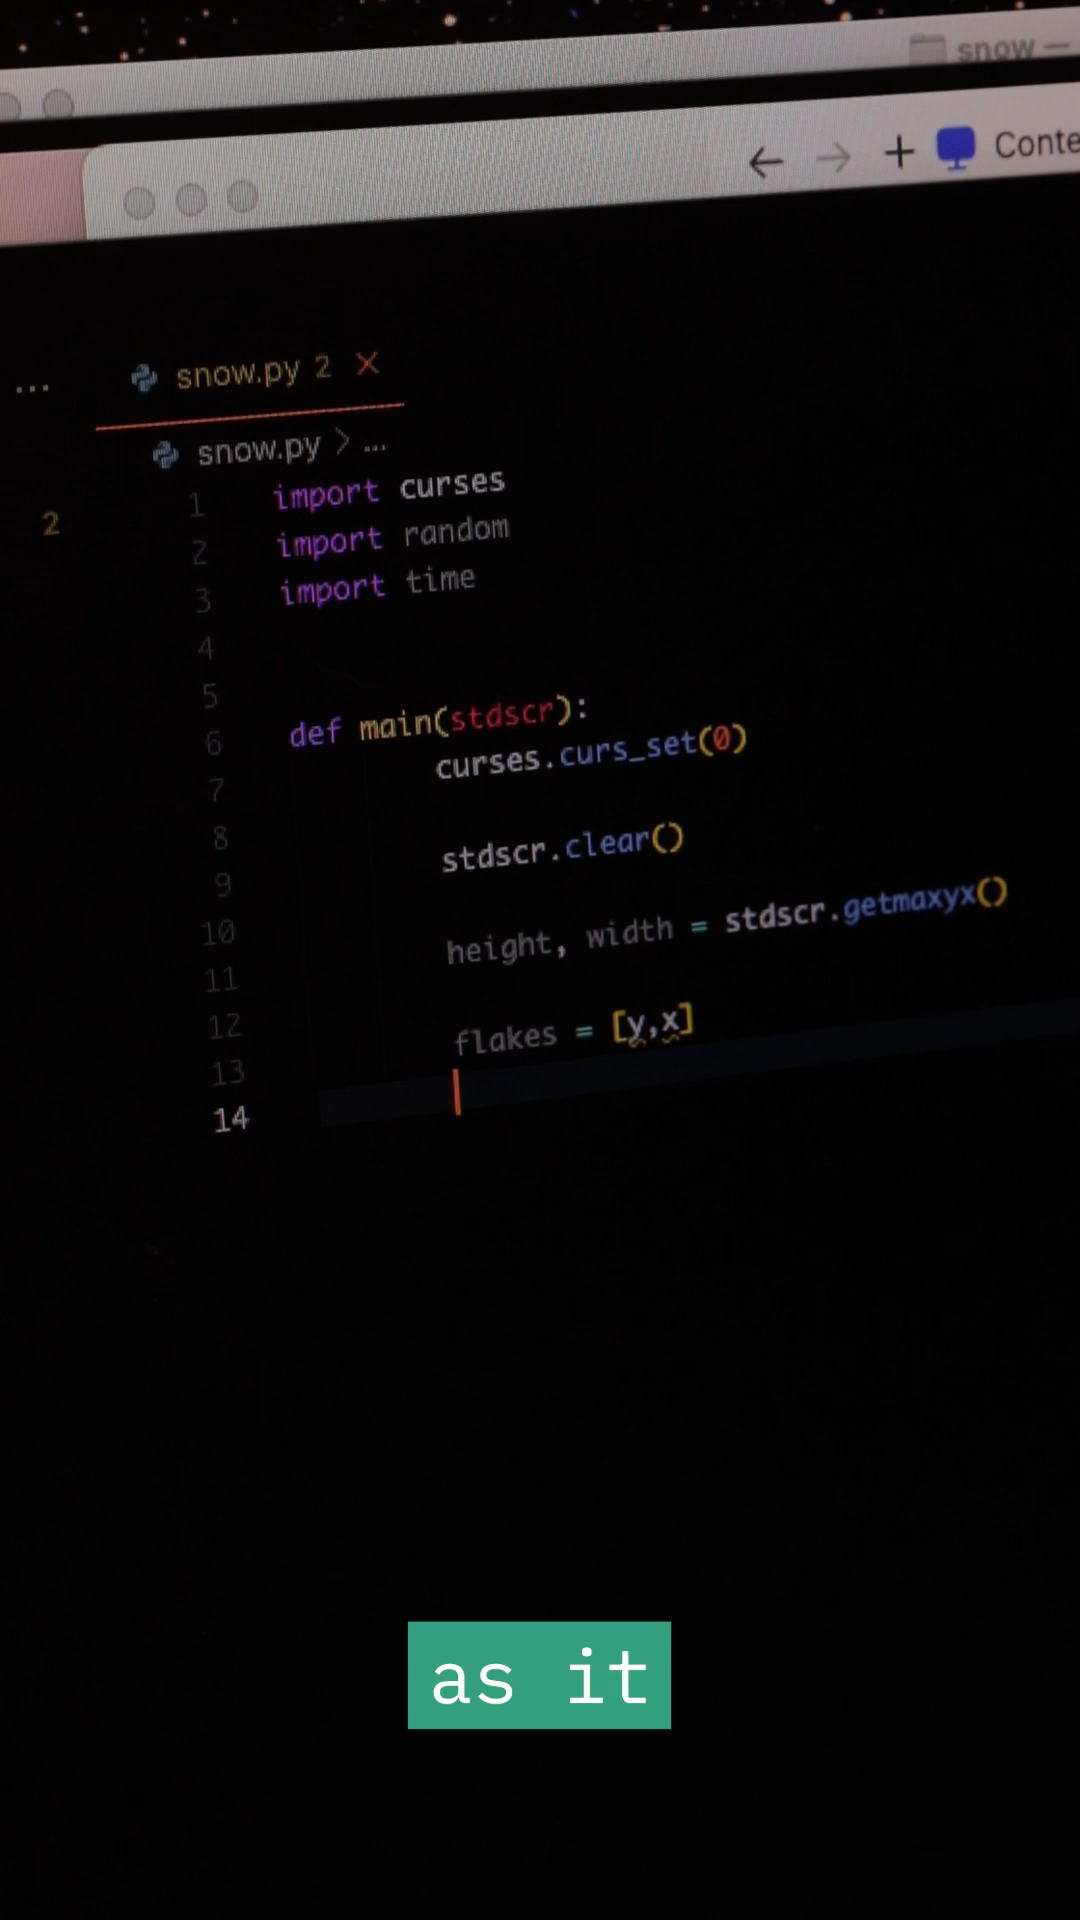 snow —
Conte
snow.py 2
snow.py > ...
2
1 import curses
2 import random
3 import time
4
5
6 def main(stdscr):
7 curses.curs_set(0)
8
9 stdscr.clear()
10
11 height, width = stdscr.getmaxyx()
12
13 flakes = [y,x]
14
as it